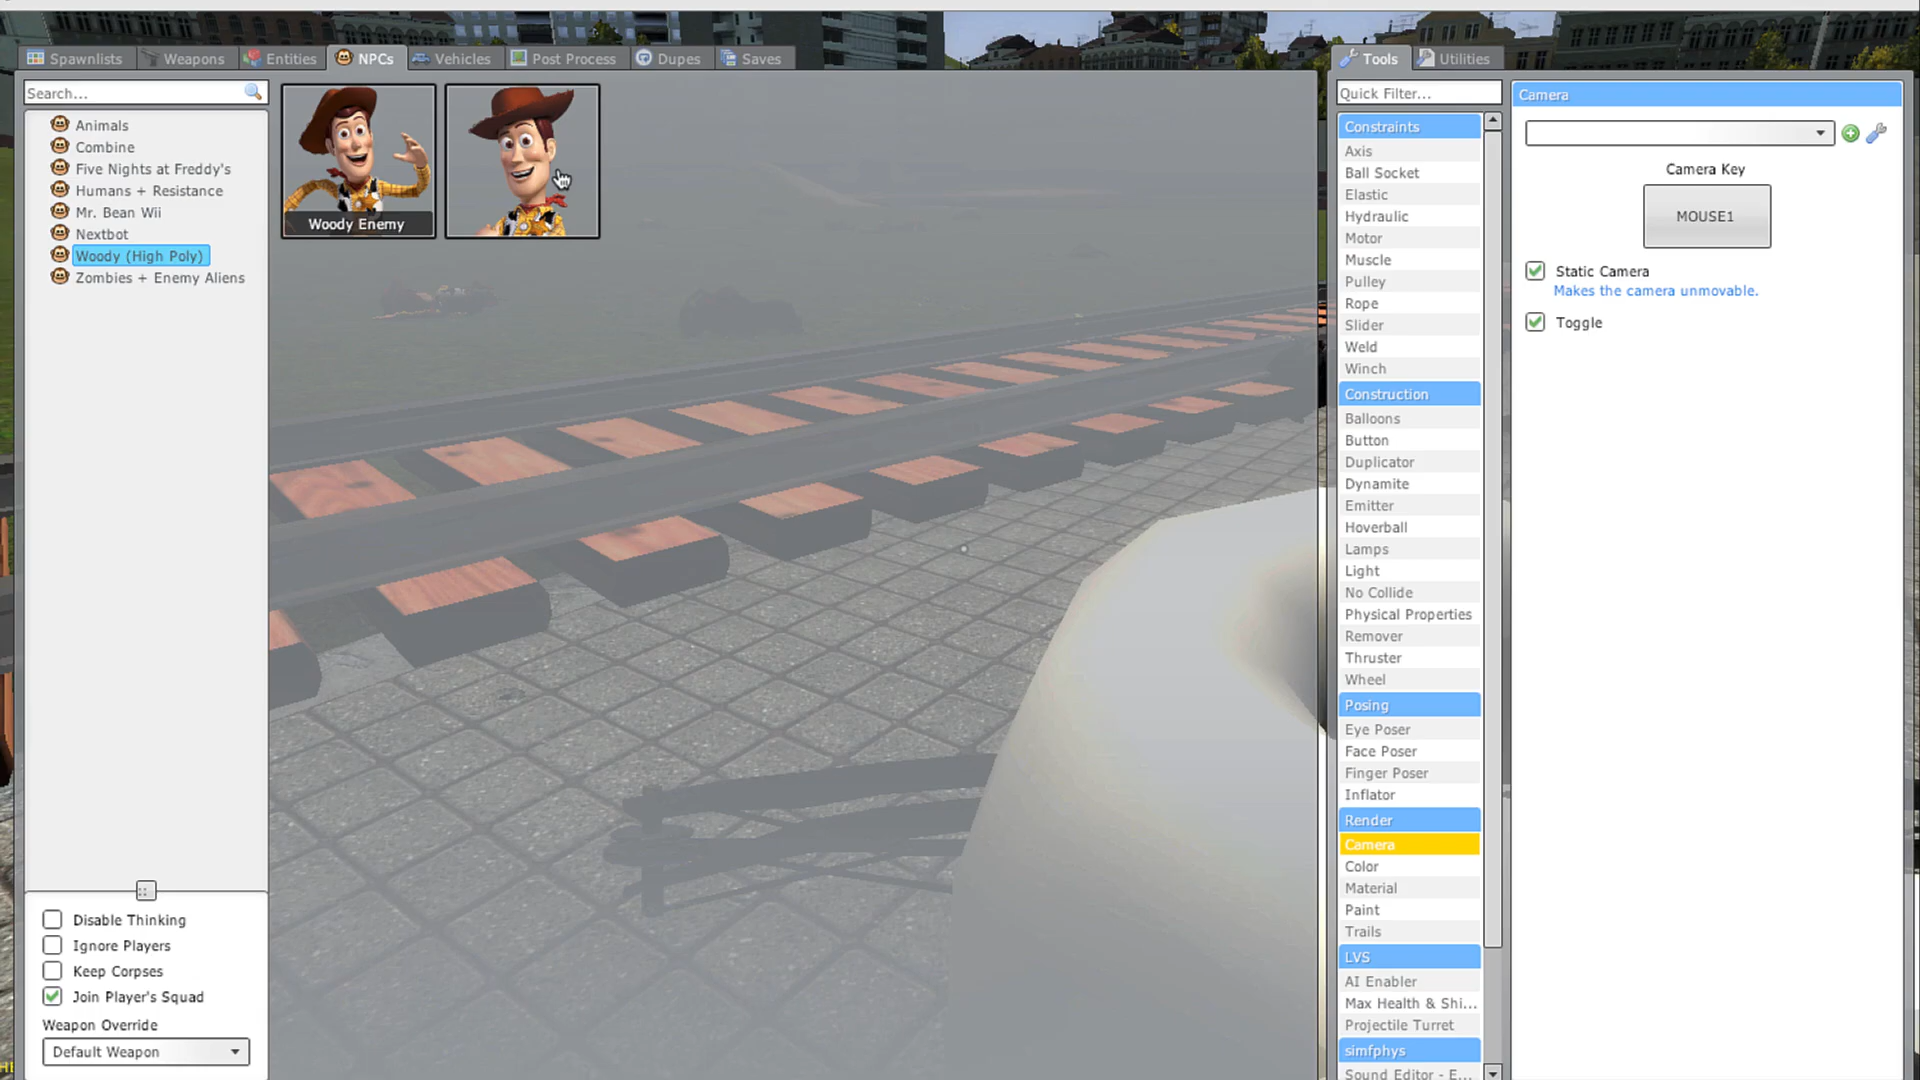 Spawnlists
Weapons
Entities
NPCs
Vehicles
Post Process
Dupes
Saves
Search...
Animals
Combine
Five Nights at Freddy's
Humans + Resistance
Mr. Bean Wii
Nextbot
Woody (High Poly)
Zombies + Enemy Aliens
Disable Thinking
Ignore Players
Keep Corpses
Join Player's Squad
Weapon Override
Default Weapon
Woody Enemy
Tools
Utilities
Quick Filter...
Constraints
Axis
Ball Socket
Elastic
Hydraulic
Motor
Muscle
Pulley
Rope
Slider
Weld
Winch
Construction
Balloons
Button
Duplicator
Dynamite
Emitter
Hoverball
Lamps
Light
No Collide
Physical Properties
Remover
Thruster
Wheel
Posing
Eye Poser
Face Poser
Finger Poser
Inflator
Render
Camera
Color
Material
Paint
Trails
LVS
AI Enabler
Max Health & Shi...
Projectile Turret
simfphys
Sound Editor - E...
Camera
Camera Key
MOUSE1
Static Camera
Makes the camera unmovable.
Toggle